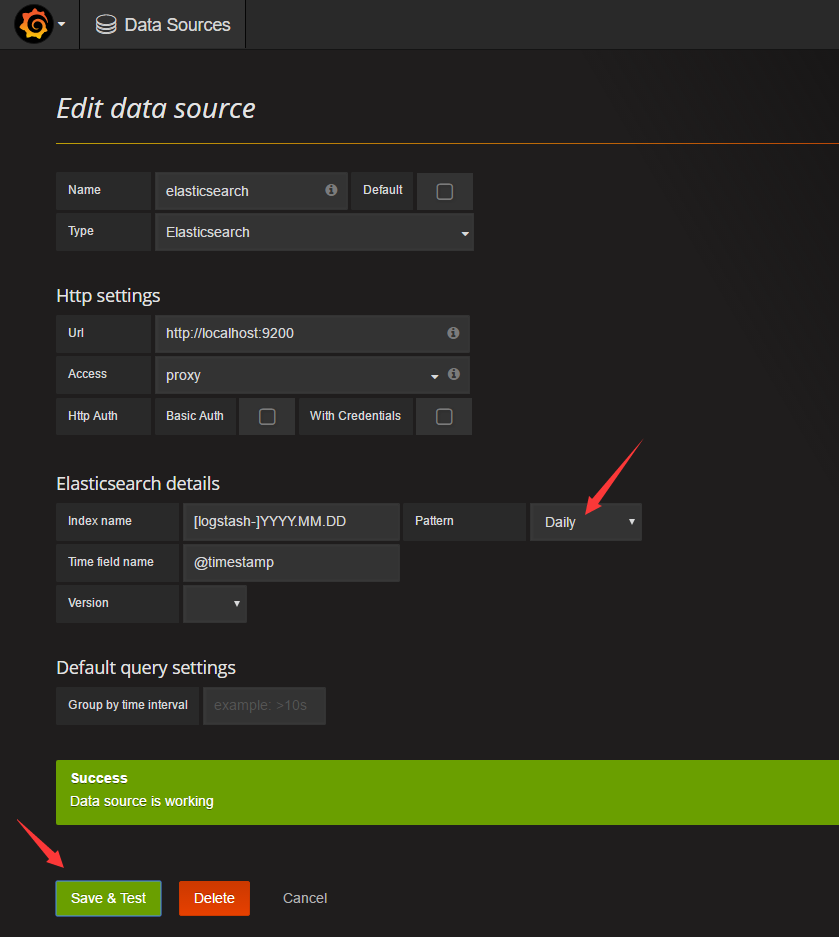 Data Sources
Edit data source
Name elasticsearch Default
Type Elasticsearch
Http settings
Url http://localhost:9200
Access proxy
Http Auth Basic Auth With Credentials
Elasticsearch details
Index name [logstash-]YYYY.MM.DD Pattern Daily
Time field name @timestamp
Version
Default query settings
Group by time interval example: >10s
Success
Data source is working
Save & Test Delete Cancel